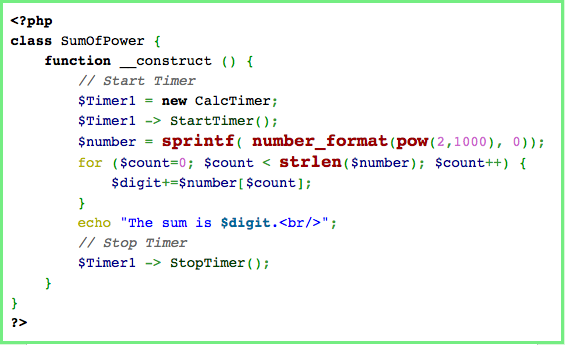 <?php
class SumOfPower {
function __construct () {
// Start Timer
$Timer1 = new CalcTimer;
$Timer1 -> StartTimer();
$number = sprintf( number_format(pow(2,1000), 0));
for ($count=0; $count < strlen($number); $count++) {
$digit+=$number[$count];
}
echo "The sum is $digit.<br/>";
// Stop Timer
$Timer1 -> StopTimer();
}
}
?>